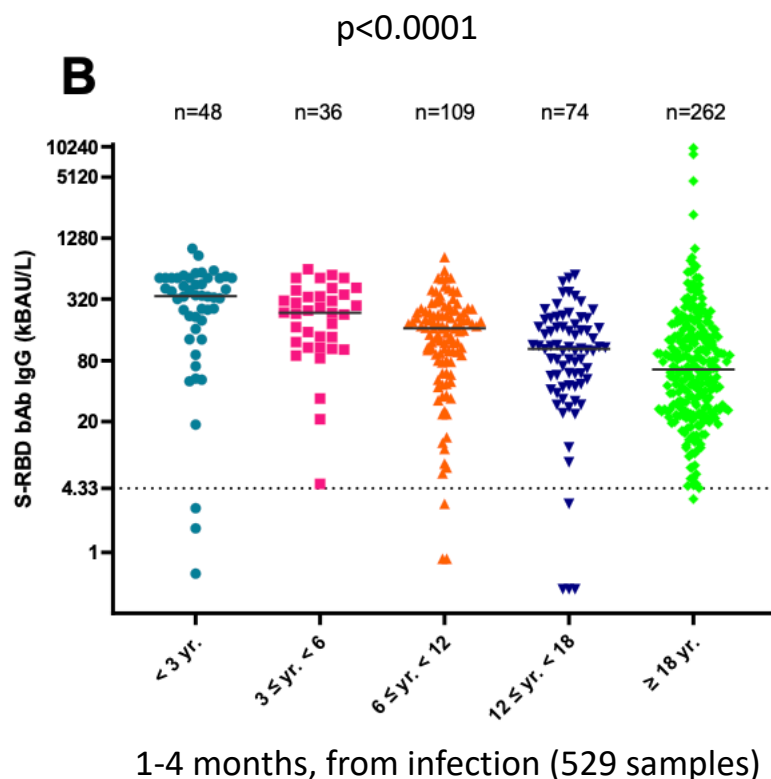 p<0.0001
B
n=48 n=36 n=109 n=74 n=262
10240
5120
1280
320
80
20
4.33
1
S-RBD bAb IgG (kBAU/L)
< 3 yr. 3 ≤ yr. < 6 6 ≤ yr. < 12 12 ≤ yr. < 18 ≥ 18 yr.
1-4 months, from infection (529 samples)